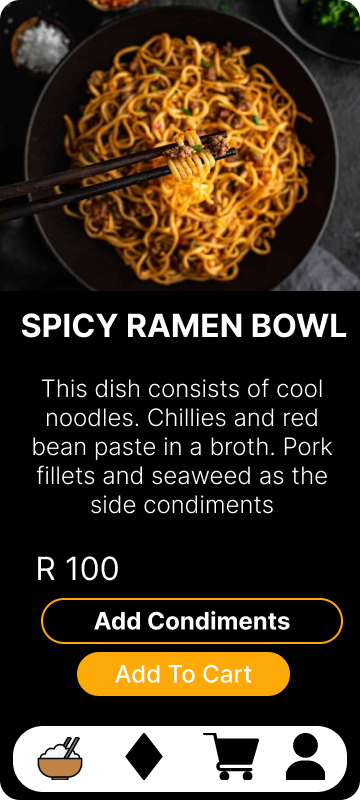 SPICY RAMEN BOWL
This dish consists of cool
noodles. Chillies and red
bean paste in a broth. Pork
fillets and seaweed as the
side condiments
R 100
Add Condiments
Add To Cart